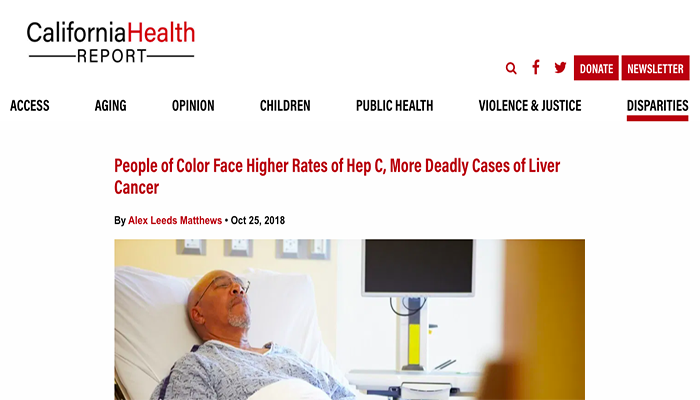 CaliforniaHealth
REPORT
DONATE NEWSLETTER
ACCESS AGING OPINION CHILDREN PUBLIC HEALTH VIOLENCE & JUSTICE DISPARITIES
People of Color Face Higher Rates of Hep C, More Deadly Cases of Liver
Cancer
By Alex Leeds Matthews • Oct 25, 2018